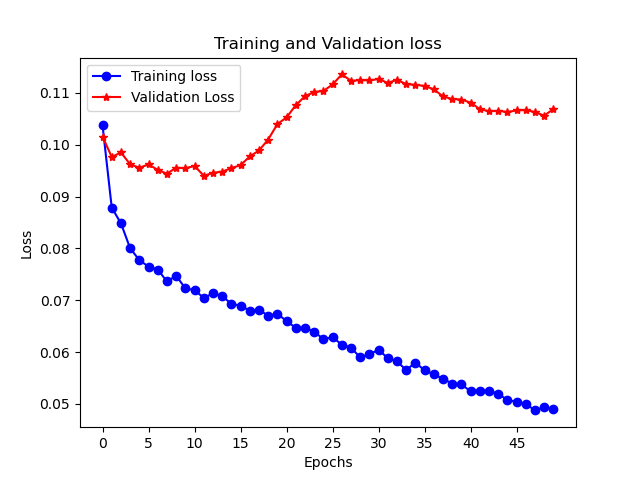 Training and Validation loss
Training loss
Validation Loss
0.11
0.10
0.09
0.08
0.07
0.06
0.05
Loss
0 5 10 15 20 25 30 35 40 45
Epochs